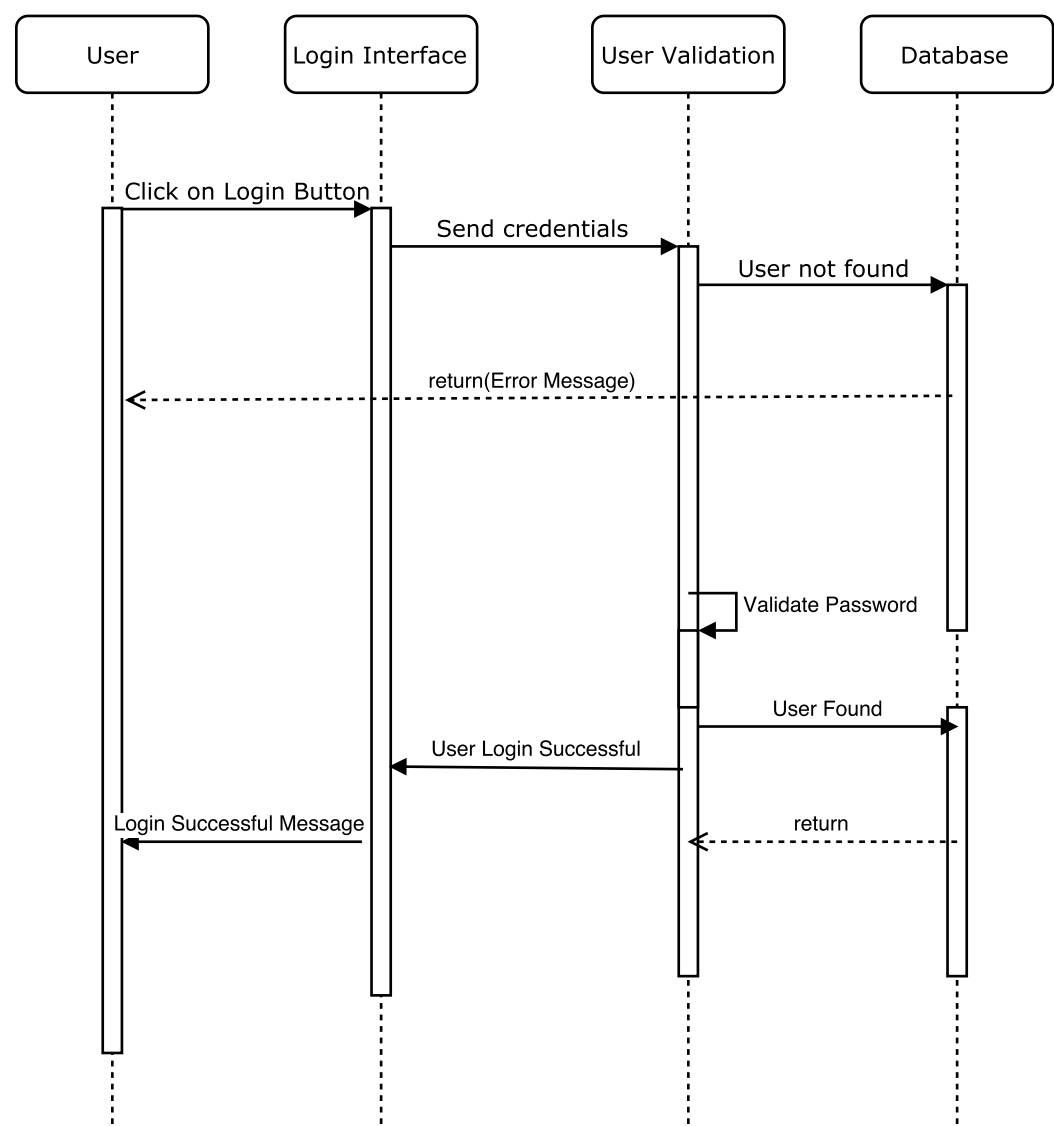 User
Login Interface
User Validation
Database
Click on Login Button
Send credentials
User not found
return(Error Message)
Validate Password
User Found
User Login Successful
Login Successful Message
return